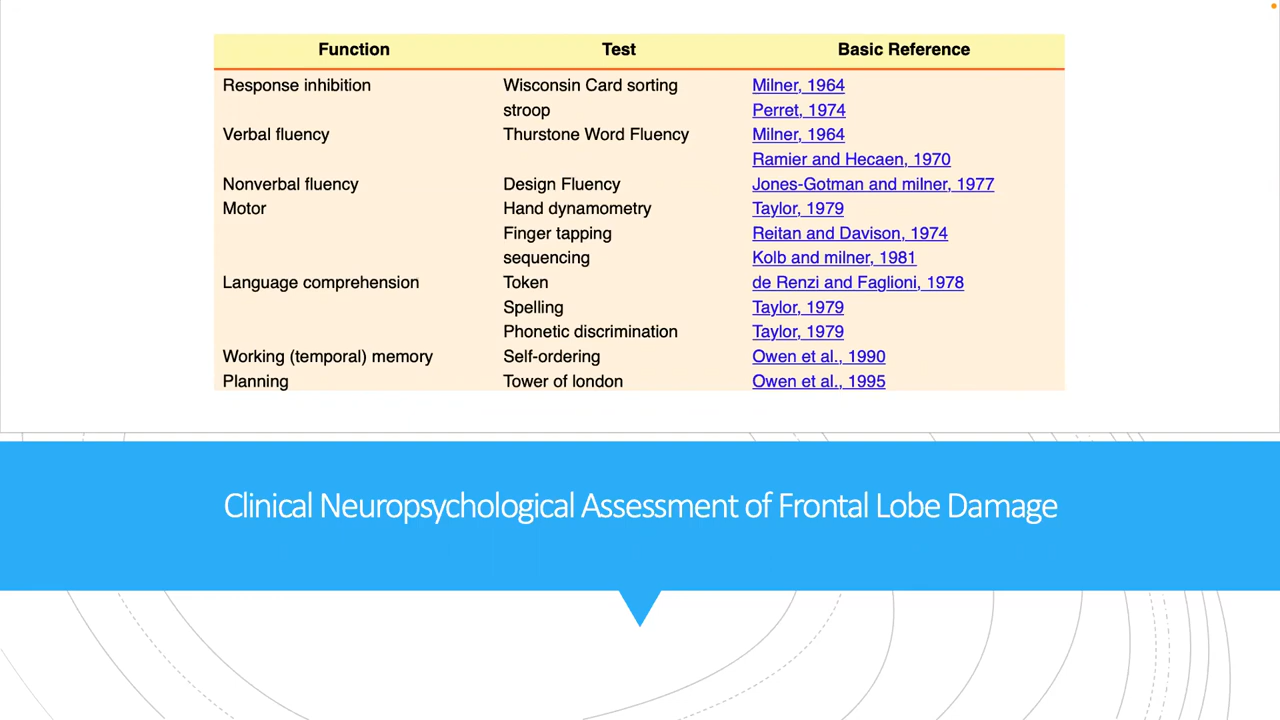 Function Test Basic Reference
Response inhibition Wisconsin Card sorting Milner, 1964
stroop Perret, 1974
Verbal fluency Thurstone Word Fluency Milner, 1964
Ramier and Hecaen, 1970
Nonverbal fluency Design Fluency Jones-Gotman and milner, 1977
Motor Hand dynamometry Taylor, 1979
Finger tapping Reitan and Davison, 1974
sequencing Kolb and milner, 1981
Language comprehension Token de Renzi and Faglioni, 1978
Spelling Taylor, 1979
Phonetic discrimination Taylor, 1979
Working (temporal) memory Self-ordering Owen et al., 1990
Planning Tower of london Owen et al., 1995
Clinical Neuropsychological Assessment of Frontal Lobe Damage